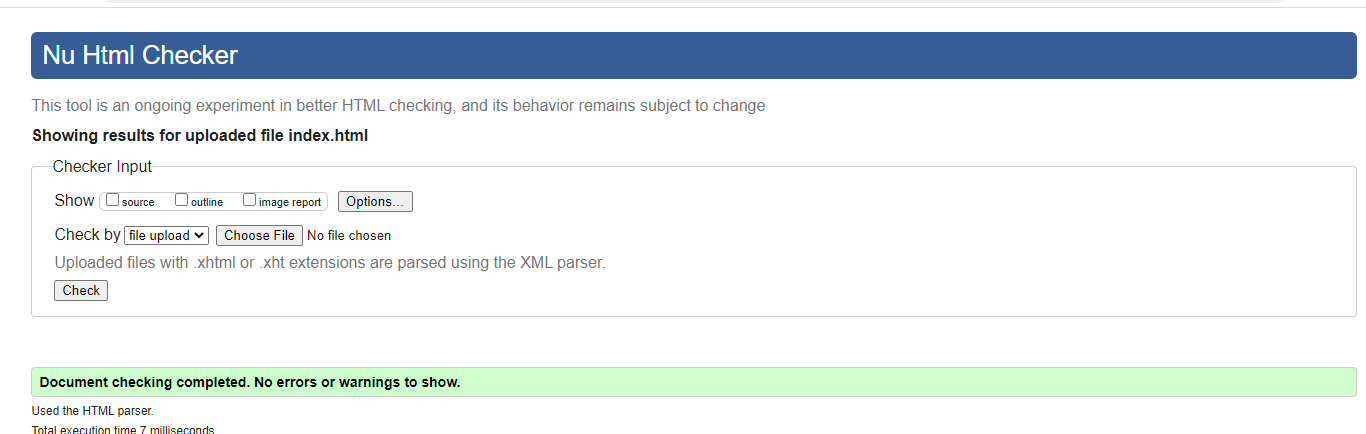 Nu Html Checker
This tool is an ongoing experiment in better HTML checking, and its behavior remains subject to change
Showing results for uploaded file index.html
Checker Input
Show source outline image report Options...
Check by file upload Choose File No file chosen
Uploaded files with .xhtml or .xht extensions are parsed using the XML parser.
Check
Document checking completed. No errors or warnings to show.
Used the HTML parser.
Total execution time 7 milliseconds